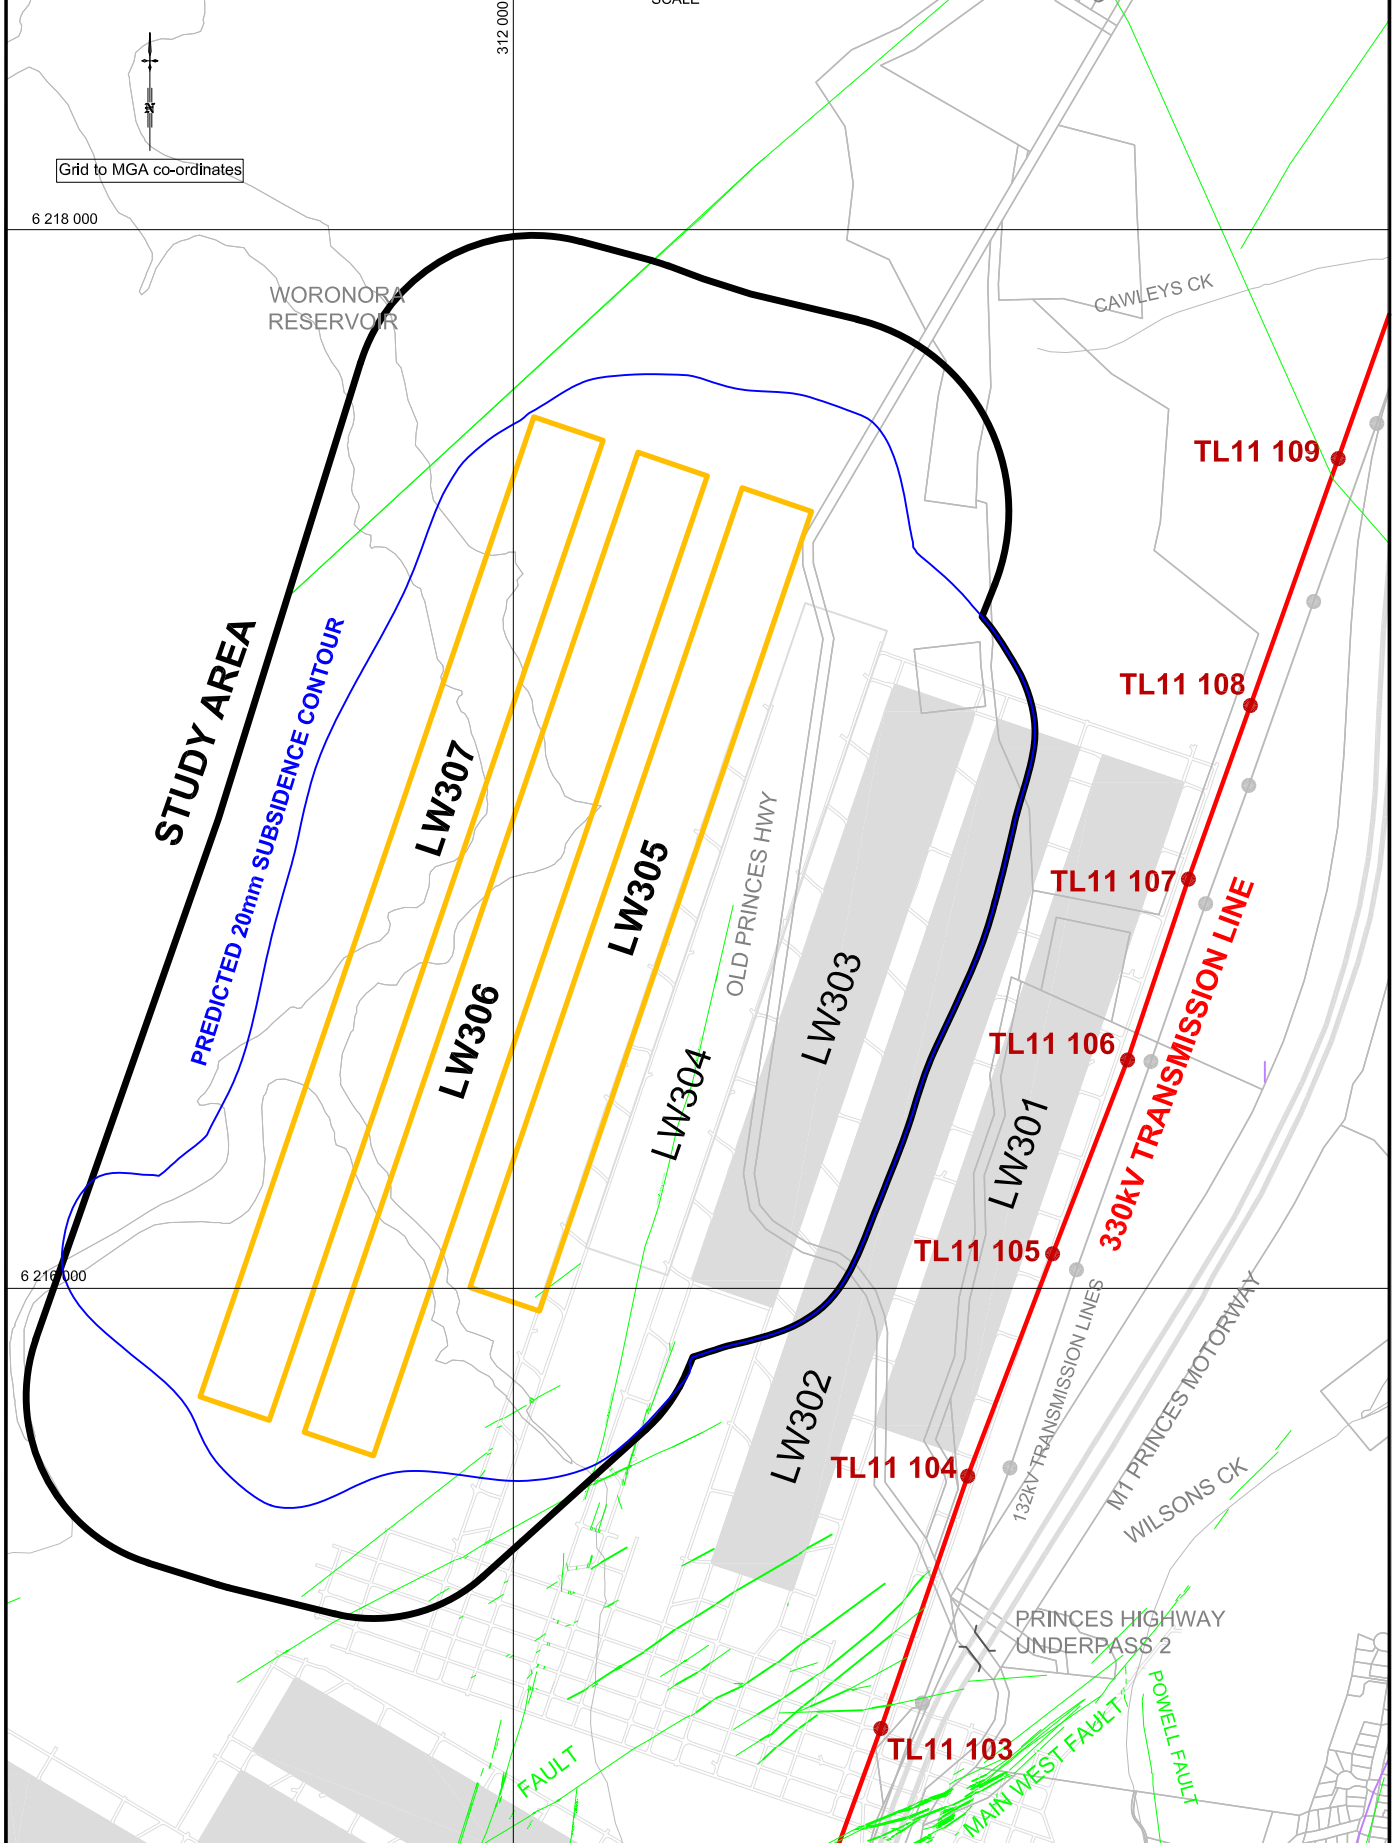 SCALE
312 000
N
Grid to MGA co-ordinates
6 218 000
WORONORA
RESERVOIR
CAWLEYS CK
TL11 109
STUDY AREA
PREDICTED 20mm SUBSIDENCE CONTOUR
TL11 108
LW307
LW305
OLD PRINCES HWY
TL11 107
330kV TRANSMISSION LINE
LW303
LW306
TL11 106
LW304
LW301
TL11 105
6 216 000
132kV TRANSMISSION LINES
M1 PRINCES MOTORWAY
LW302
TL11 104
WILSONS CK
PRINCES HIGHWAY
UNDERPASS 2
POWELL FAULT
TL11 103
MAIN WEST FAULT
FAULT